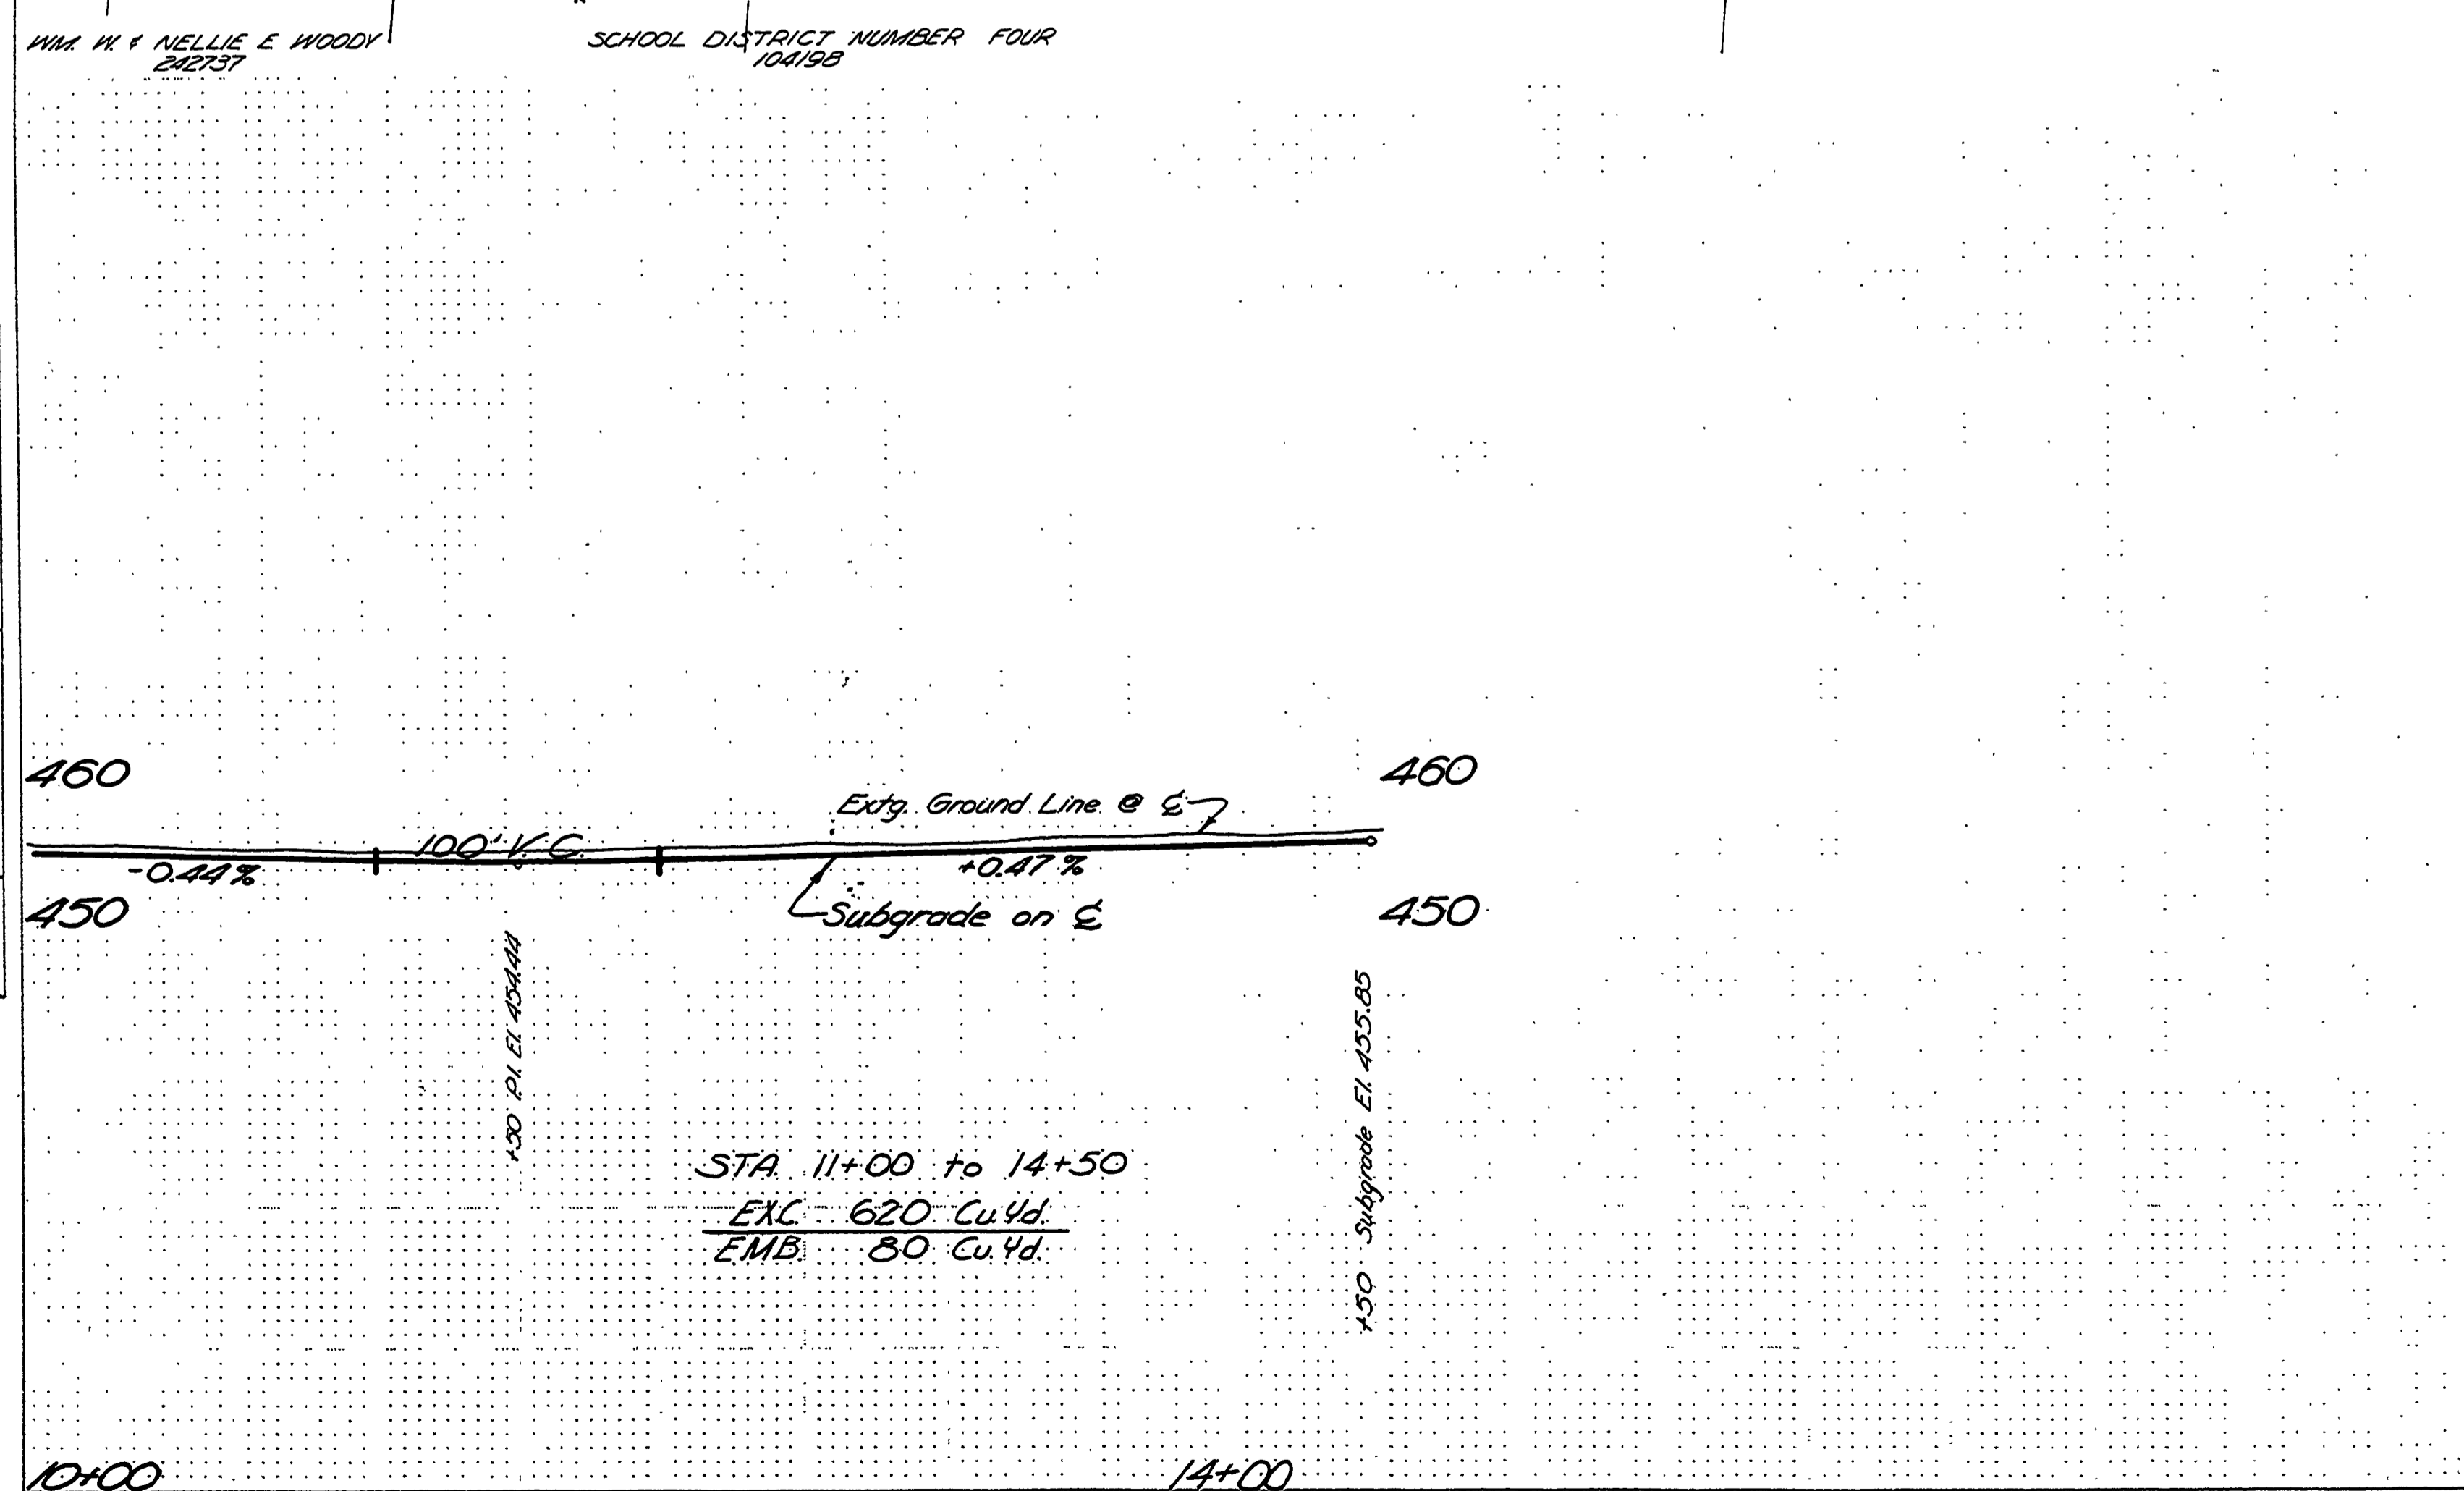 WM. W. & NELLIE E WOODY
242737
SCHOOL DISTRICT NUMBER FOUR
104198
460
460
Extg. Ground Line @ ℄
100' V.C.
-0.44%
+0.47%
450
Subgrade on ℄
450
+50 P.I. El. 454.44
+50 Subgrade El. 455.85
STA. 11+00 to 14+50
EXC. 620 Cu.Yd.
EMB. 80 Cu.Yd.
10+00
14+00